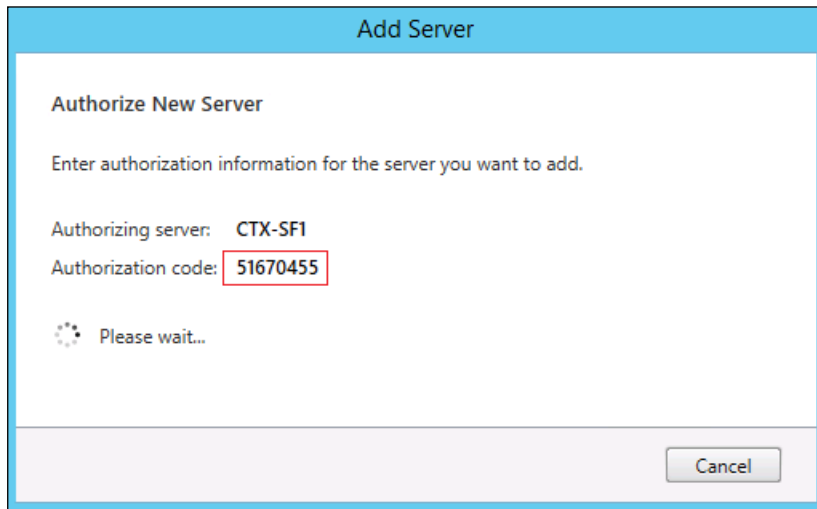 Add Server
Authorize New Server
Enter authorization information for the server you want to add.
Authorizing server: CTX-SF1
Authorization code: 51670455
Please wait...
Cancel